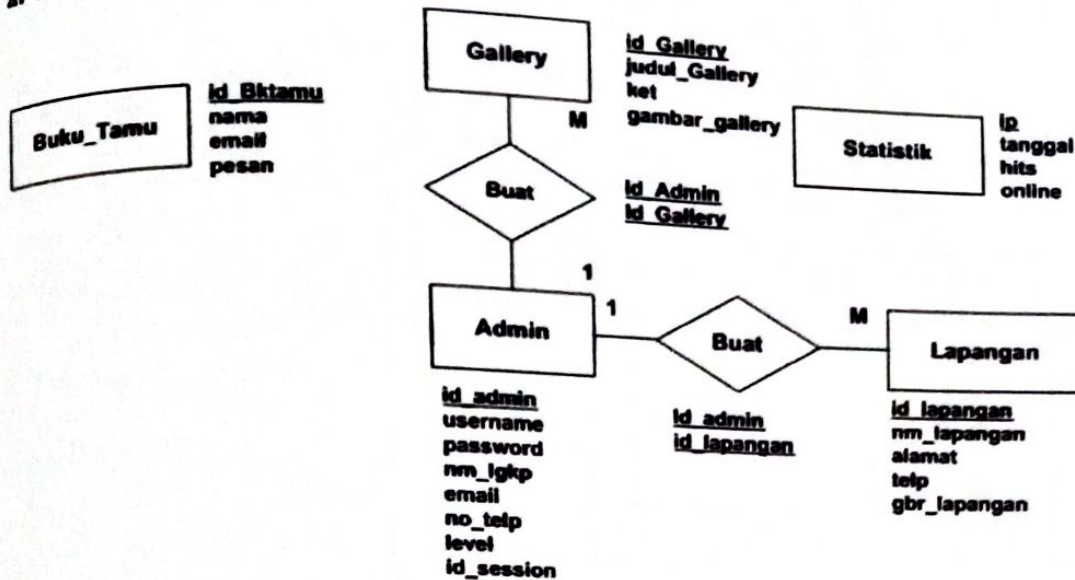 Gallery
id_Gallery
judul_Gallery
ket
gambar_gallery
Buku_Tamu
id_Bktamu
nama
email
pesan
Statistik
ip
tanggal
hits
online
M
Buat
id_Admin
id_Gallery
1
Admin
id_admin
username
password
nm_lgkp
email
no_telp
level
id_session
1
Buat
id_admin
id_lapangan
M
Lapangan
id_lapangan
nm_lapangan
alamat
telp
gbr_lapangan